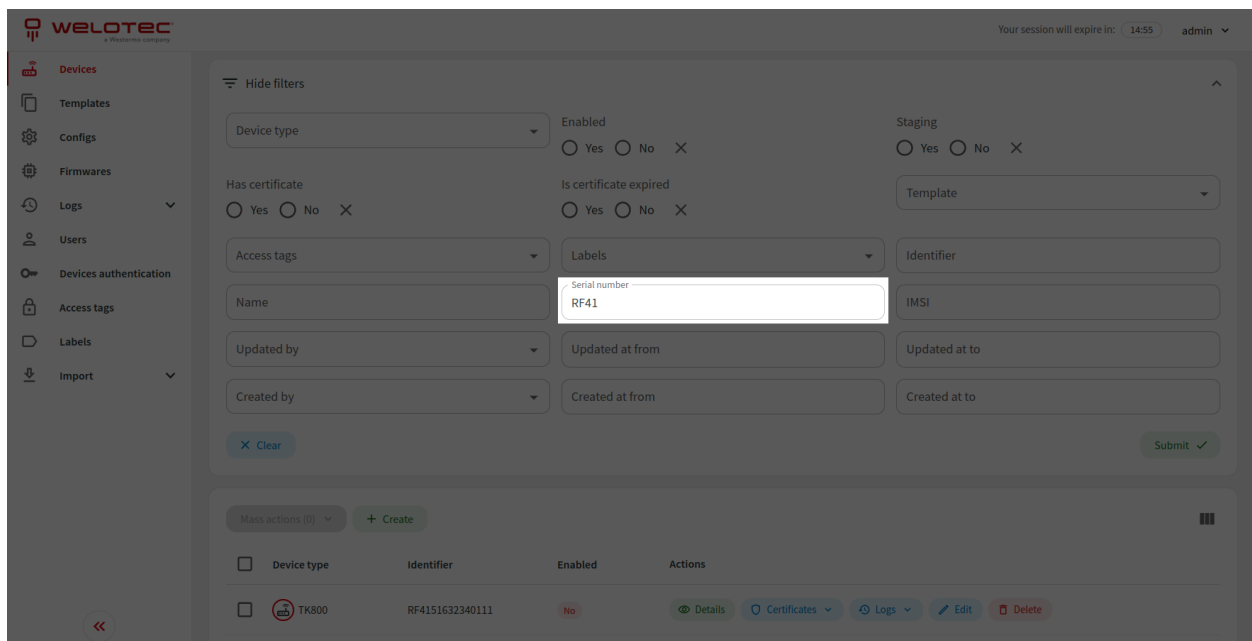 welotec
a Westermo company
Your session will expire in: 14:55 admin
Devices
Templates
Configs
Firmwares
Logs
Users
Devices authentication
Access tags
Labels
Import
Hide filters
Device type
Enabled
Yes No
Staging
Yes No
Has certificate
Yes No
Is certificate expired
Yes No
Template
Access tags
Labels
Identifier
Name
Serial number
RF41
IMSI
Updated by
Updated at from
Updated at to
Created by
Created at from
Created at to
Clear
Submit
Mass actions (0)
+ Create
Device type Identifier Enabled Actions
TK800 RF4151632340111 No Details Certificates Logs Edit Delete